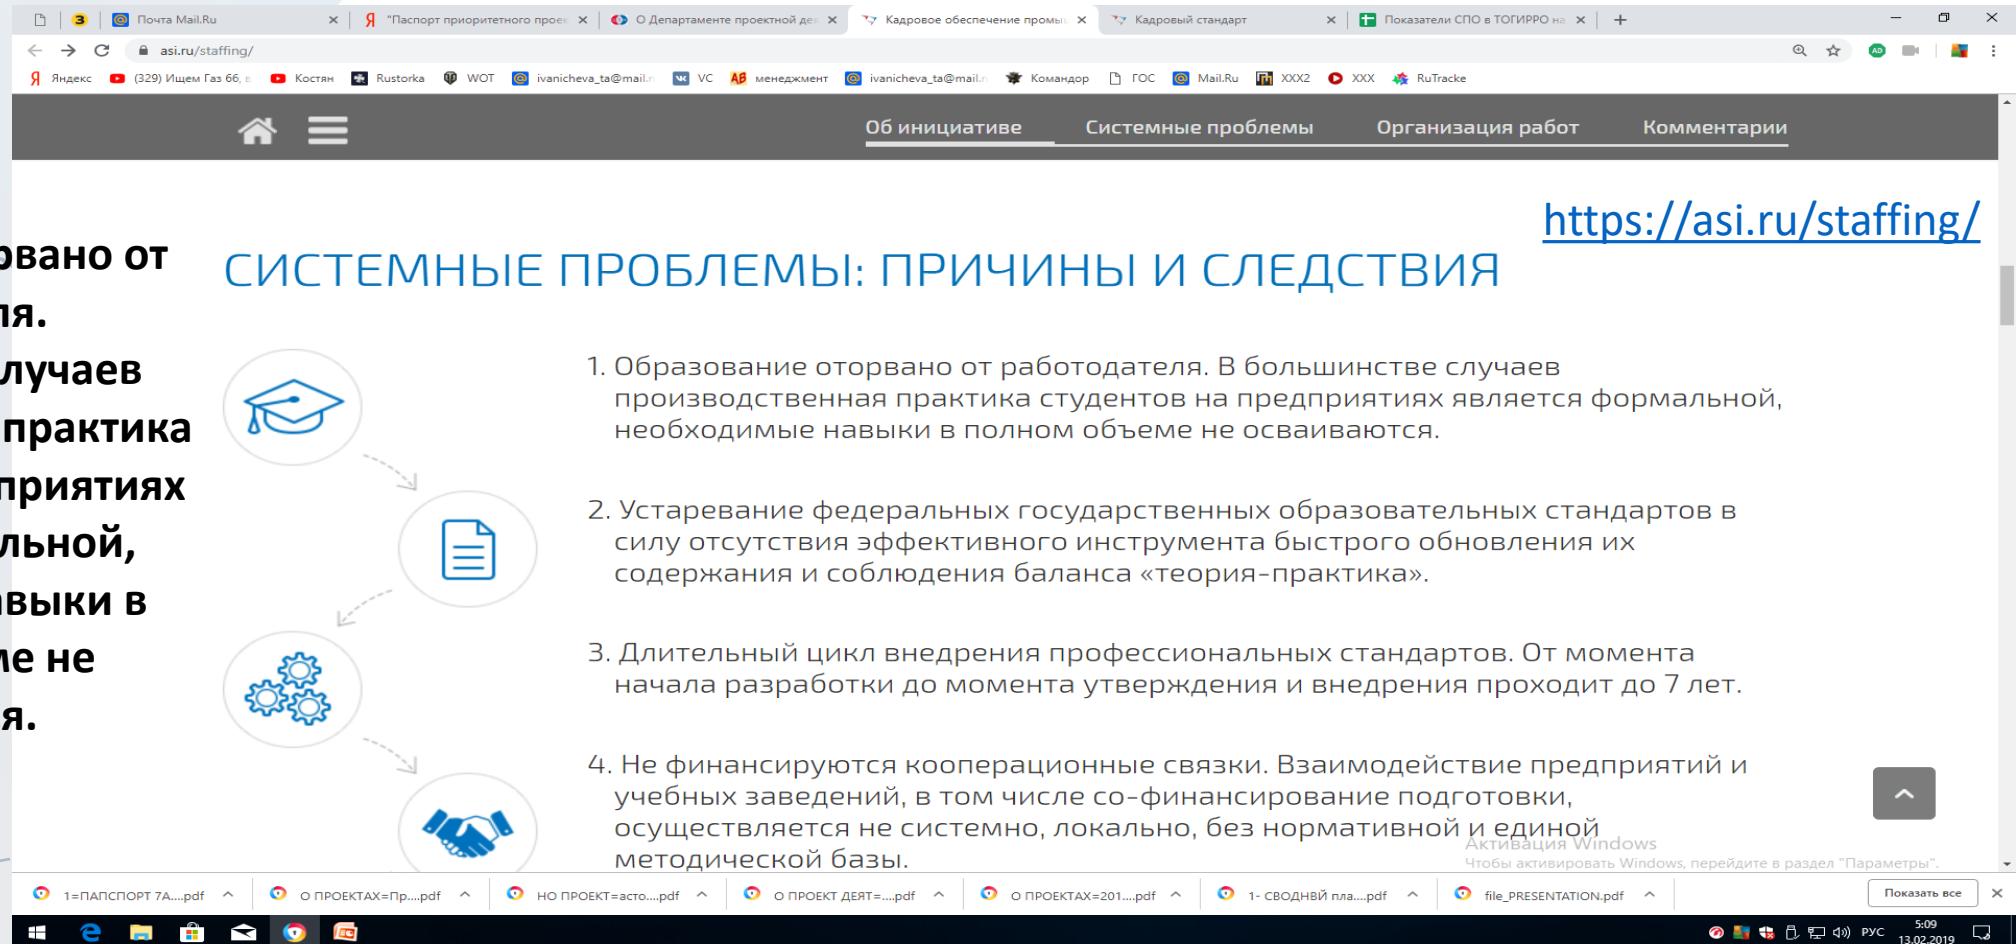 Почта Mail.Ru
"Паспорт приоритетного проек
О Департаменте проектной де
Кадровое обеспечение промы
Кадровый стандарт
Показатели СПО в ТОГИРРО на
asi.ru/staffing/
Яндекс
(329) Ищем Газ 66, в
Костян
Rustorka
WOT
ivanicheva_ta@mail.r
VC
АВ менеджмент
ivanicheva_ta@mail.r
Командор
ГОС
Mail.Ru
XXX2
XXX
RuTracke
Об инициативе
Системные проблемы
Организация работ
Комментарии
https://asi.ru/staffing/
рвано от
ля.
лучаев
практика
приятиях
льной,
авыки в
ме не
я.
СИСТЕМНЫЕ ПРОБЛЕМЫ: ПРИЧИНЫ И СЛЕДСТВИЯ
1. Образование оторвано от работодателя. В большинстве случаев
производственная практика студентов на предприятиях является формальной,
необходимые навыки в полном объеме не осваиваются.
2. Устаревание федеральных государственных образовательных стандартов в
силу отсутствия эффективного инструмента быстрого обновления их
содержания и соблюдения баланса «теория-практика».
3. Длительный цикл внедрения профессиональных стандартов. От момента
начала разработки до момента утверждения и внедрения проходит до 7 лет.
4. Не финансируются кооперационные связки. Взаимодействие предприятий и
учебных заведений, в том числе со-финансирование подготовки,
осуществляется не системно, локально, без нормативной и единой
методической базы.
Активация Windows
Чтобы активировать Windows, перейдите в раздел "Параметры".
1=ПАПСПОРТ 7А....pdf
О ПРОЕКТАХ=Пр....pdf
НО ПРОЕКТ=асто....pdf
О ПРОЕКТ ДЕЯТ=....pdf
О ПРОЕКТАХ=201....pdf
1- СВОДНВЙ пла....pdf
file_PRESENTATION.pdf
Показать все
РУС
5:09
13.02.2019